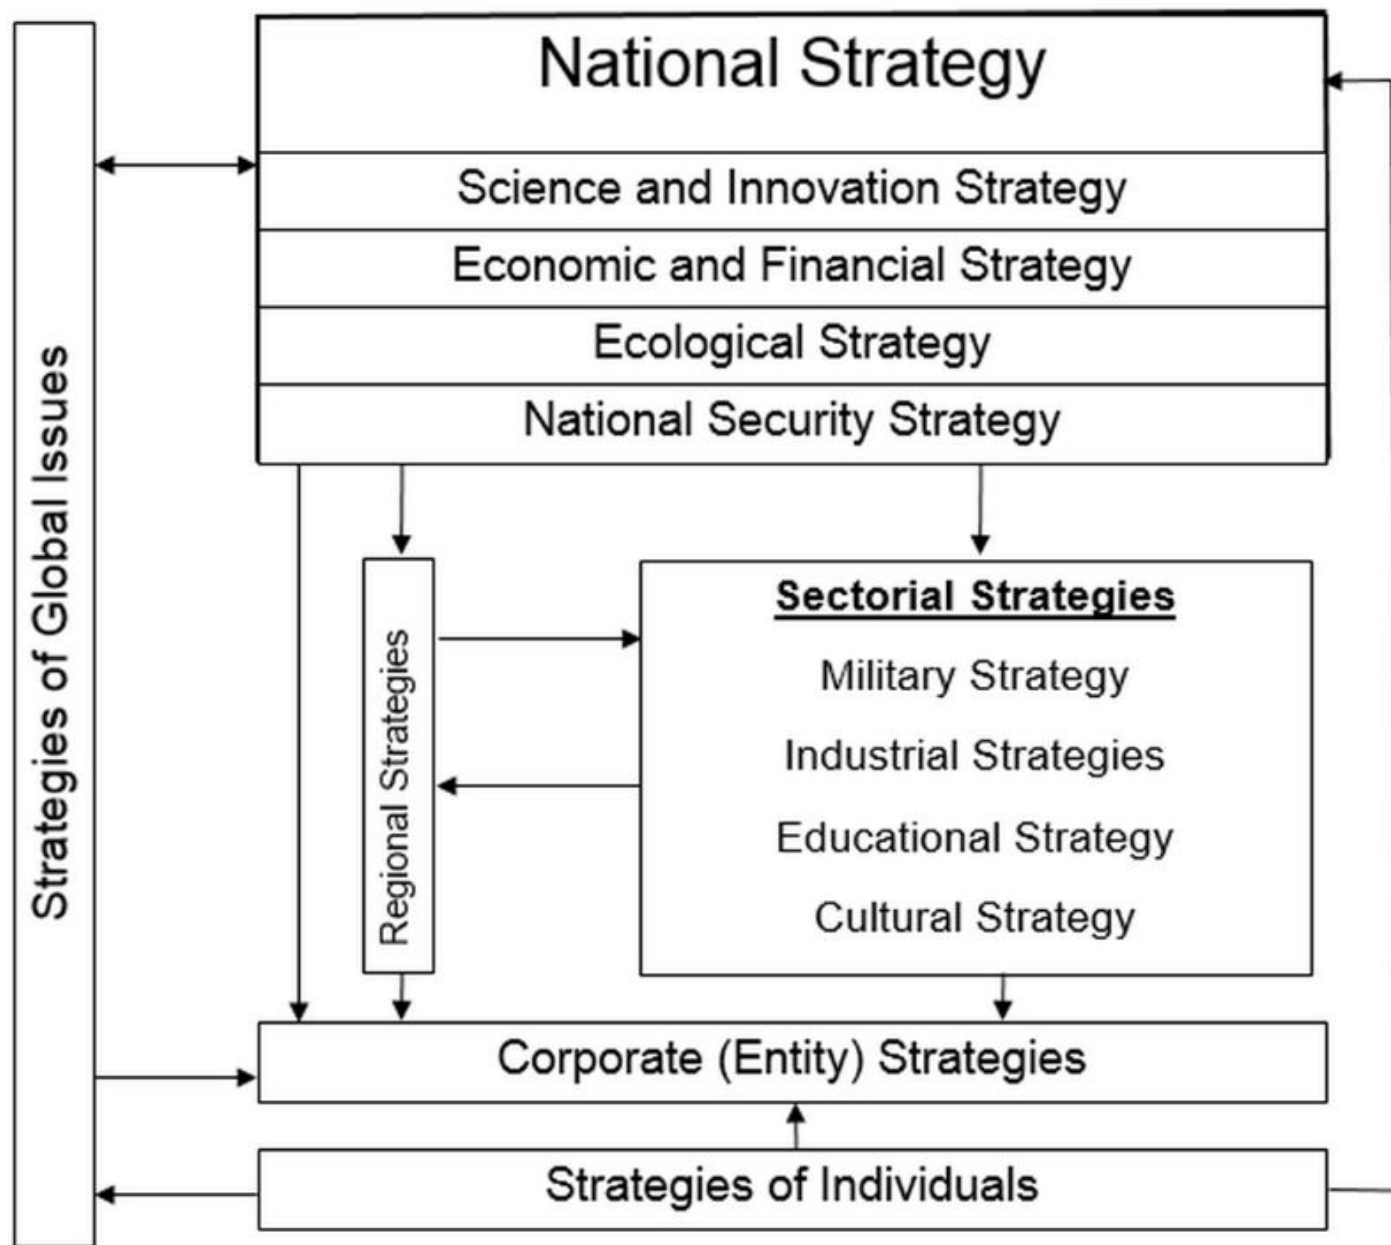 Strategies of Global Issues
National Strategy
Science and Innovation Strategy
Economic and Financial Strategy
Ecological Strategy
National Security Strategy
Regional Strategies
Sectorial Strategies
Military Strategy
Industrial Strategies
Educational Strategy
Cultural Strategy
Corporate (Entity) Strategies
Strategies of Individuals